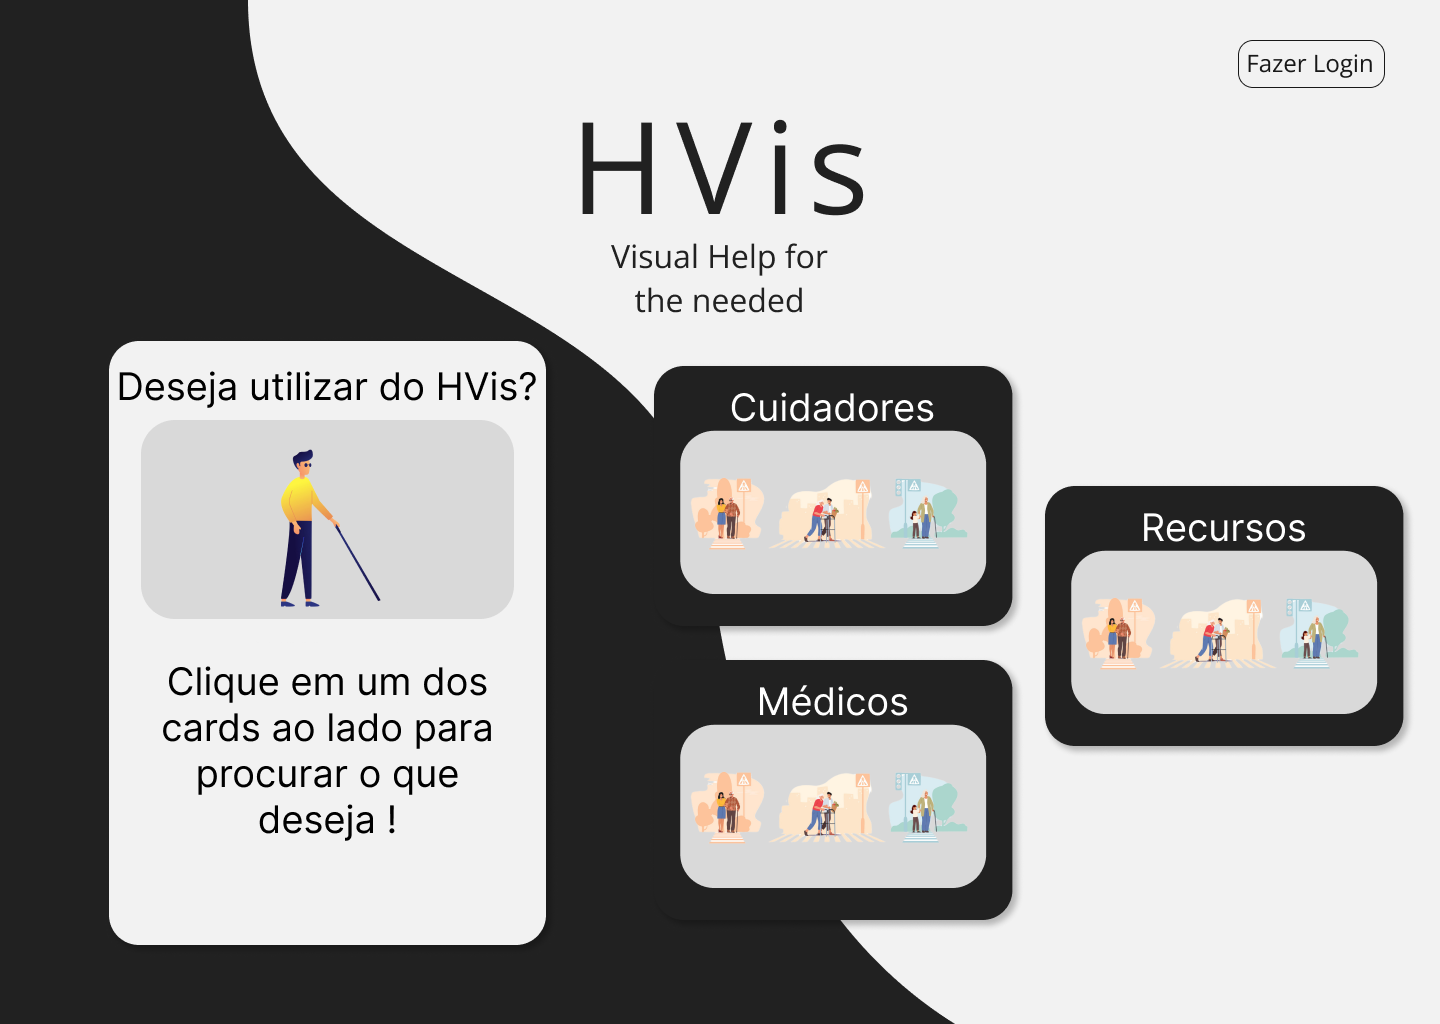 Fazer Login
HVis
Visual Help for
the needed
Deseja utilizar do HVis?
Clique em um dos
cards ao lado para
procurar o que
deseja !
Cuidadores
Médicos
Recursos